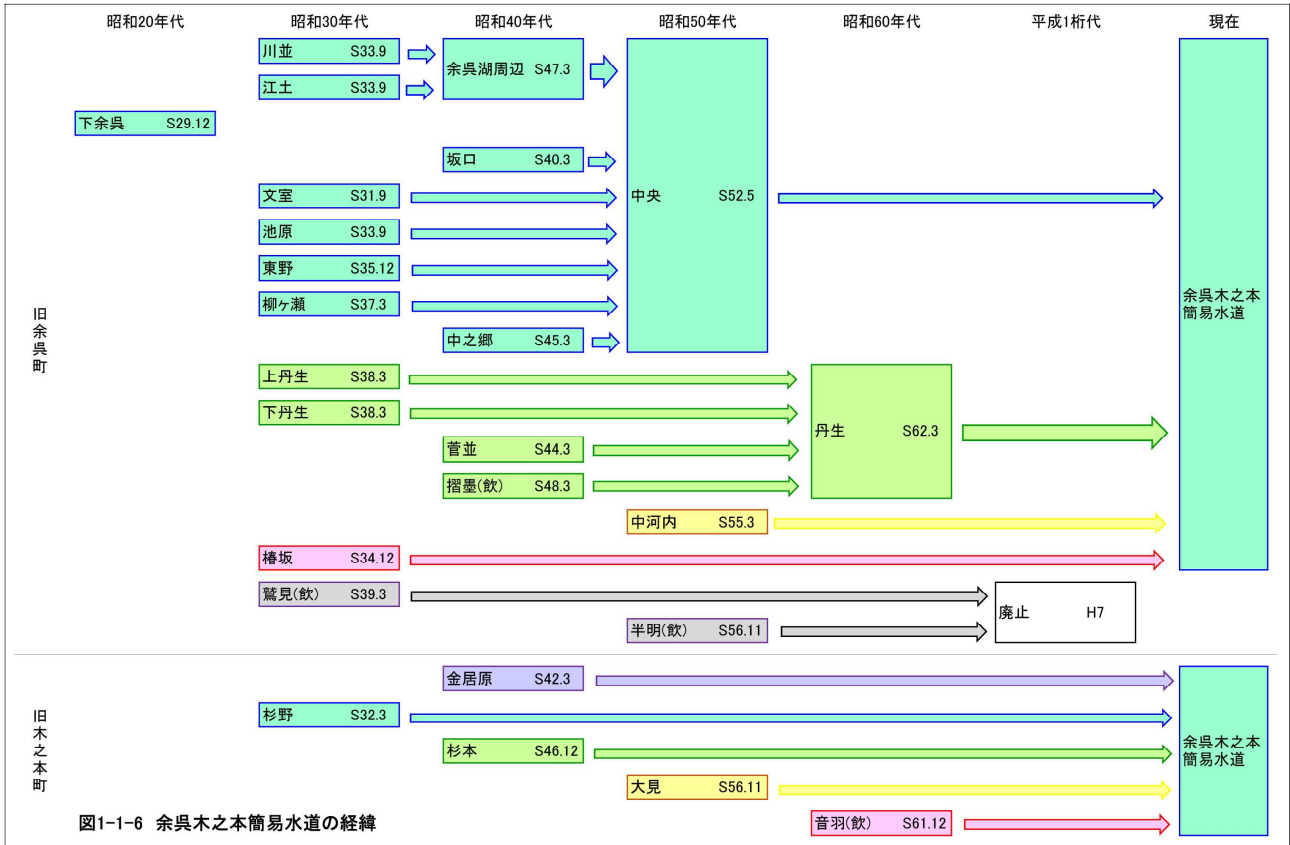 昭和20年代 昭和30年代 昭和40年代 昭和50年代 昭和60年代 平成1桁代 現在
旧余呉町
川並 S33.9
余呉湖周辺 S47.3
江土 S33.9
下余呉 S29.12
坂口 S40.3
文室 S31.9
中央 S52.5
池原 S33.9
東野 S35.12
柳ヶ瀬 S37.3
中之郷 S45.3
余呉木之本
簡易水道
上丹生 S38.3
下丹生 S38.3
丹生 S62.3
菅並 S44.3
摺墨(飲) S48.3
中河内 S55.3
椿坂 S34.12
鷲見(飲) S39.3
廃止 H7
半明(飲) S56.11
旧木之本町
金居原 S42.3
杉野 S32.3
杉本 S46.12
余呉木之本
簡易水道
大見 S56.11
音羽(飲) S61.12
図1-1-6 余呉木之本簡易水道の経緯